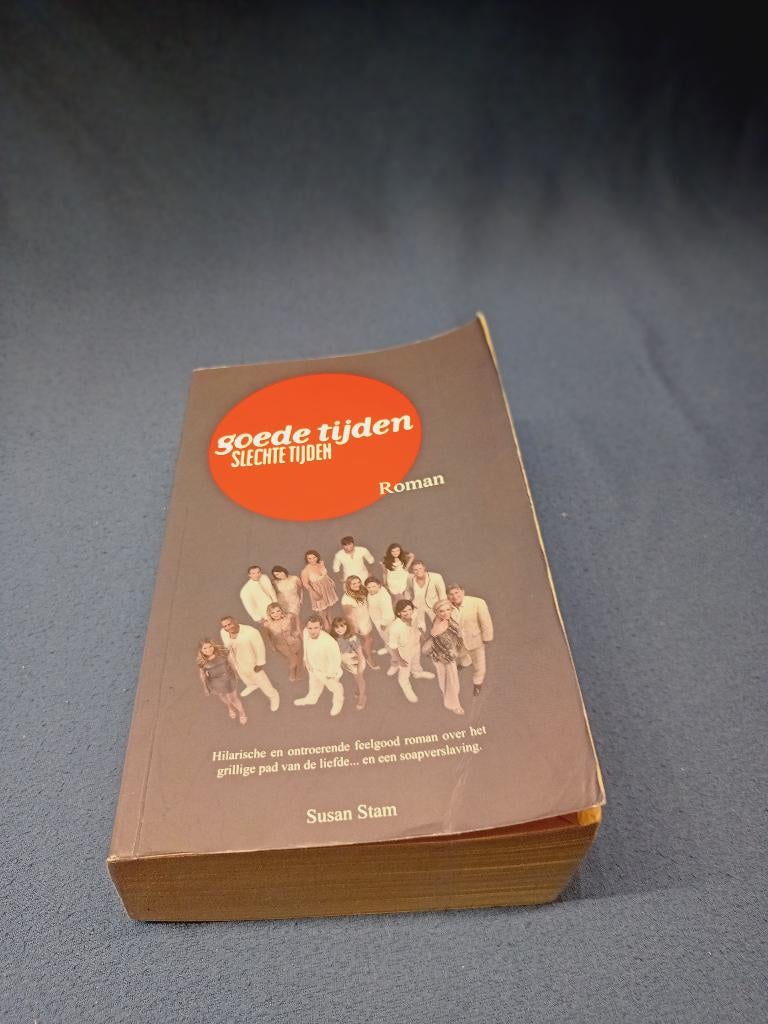 goede tijden
SLECHTE TIJDEN
Roman
Hilarische en ontroerende feelgood roman over het
grillige pad van de liefde... en een soapverslaving.
Susan Stam